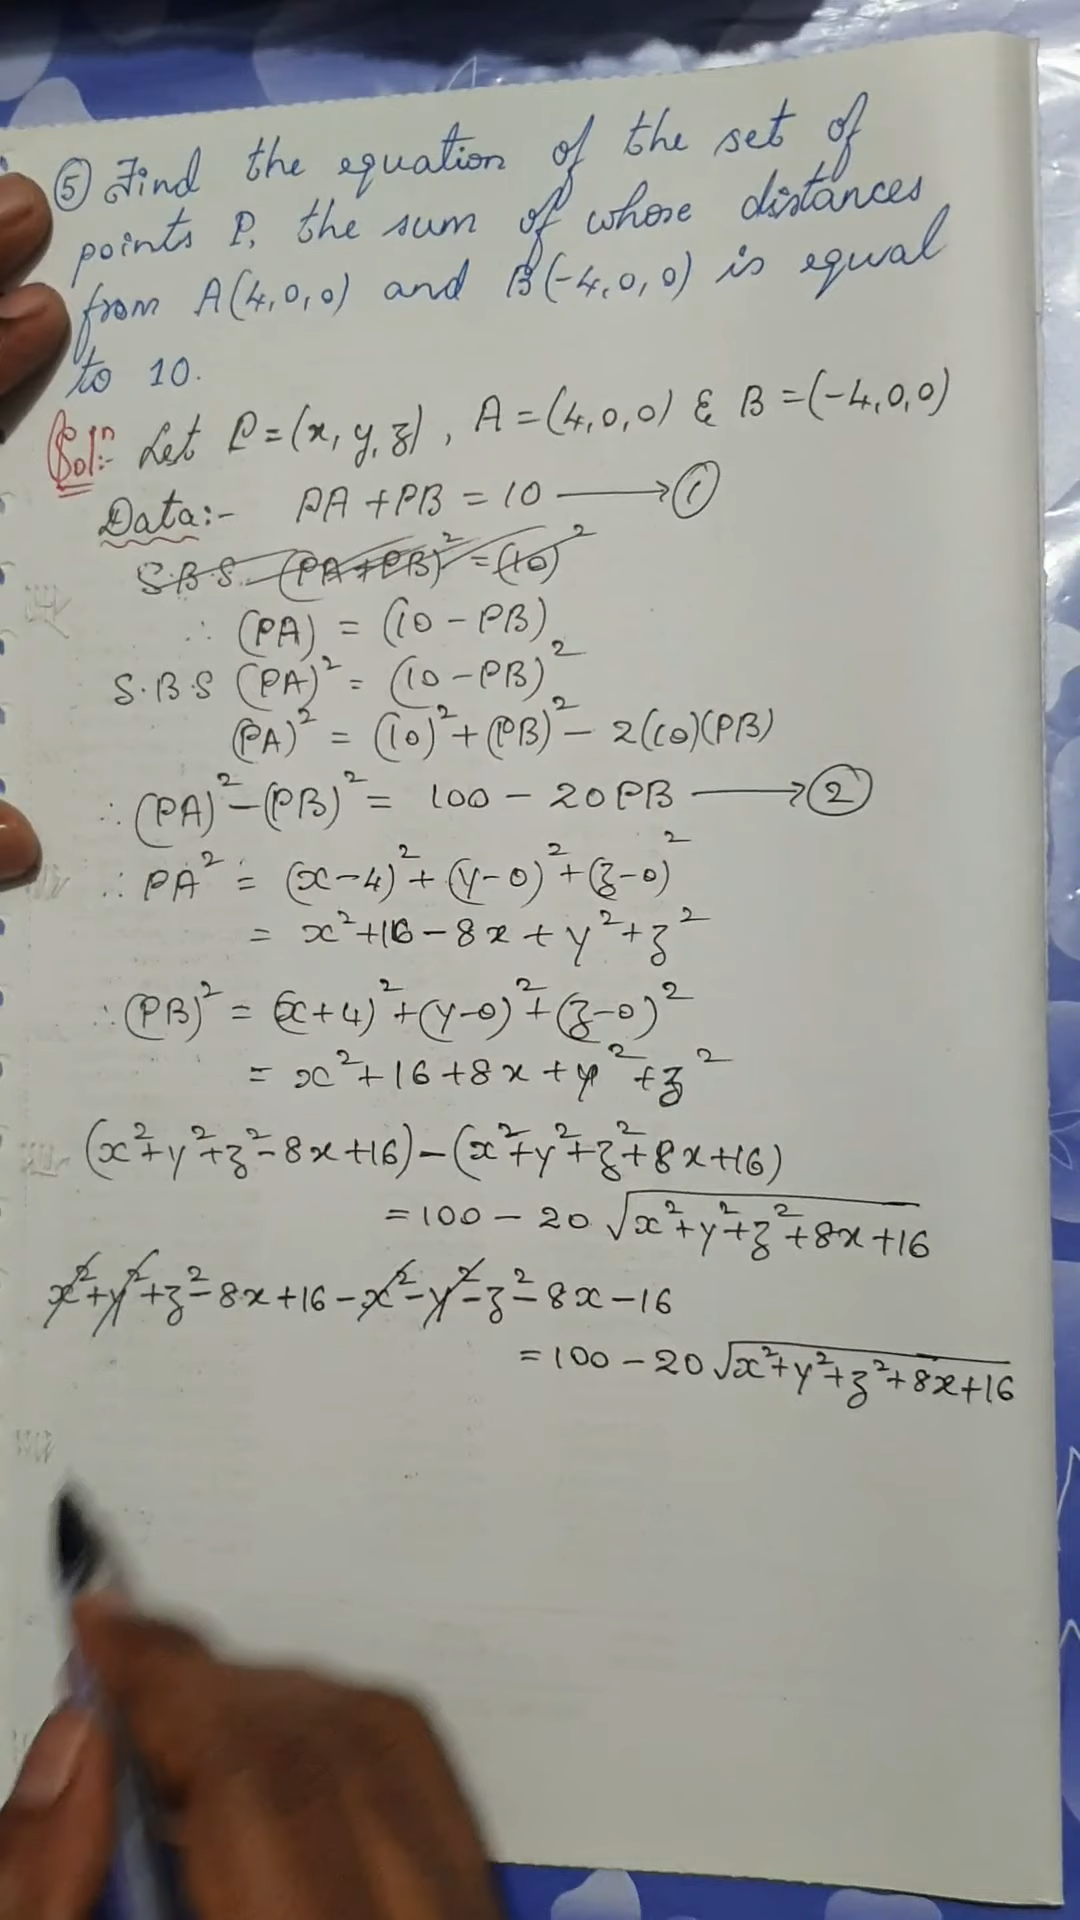 ⑤ Find the equation of the set of
points P, the sum of whose distances
from A(4,0,0) and B(-4,0,0) is equal
to 10.
Solⁿ:- Let P=(x,y,z), A=(4,0,0) & B=(-4,0,0)
Data:- PA+PB=10 ⟶①
S.B.S. (PA+PB)²=(10)²
∴ (PA) = (10-PB)
S.B.S (PA)² = (10-PB)²
(PA)² = (10)²+(PB)²-2(10)(PB)
∴ (PA)²-(PB)² = 100-20PB ⟶②
∴ PA² = (x-4)²+(y-0)²+(z-0)²
= x²+16-8x+y²+z²
∴ (PB)² = (x+4)²+(y-0)²+(z-0)²
= x²+16+8x+y²+z²
(x²+y²+z²-8x+16)-(x²+y²+z²+8x+16)
=100-20√x²+y²+z²+8x+16
x²+y²+z²-8x+16-x²-y²-z²-8x-16
=100-20√x²+y²+z²+8x+16